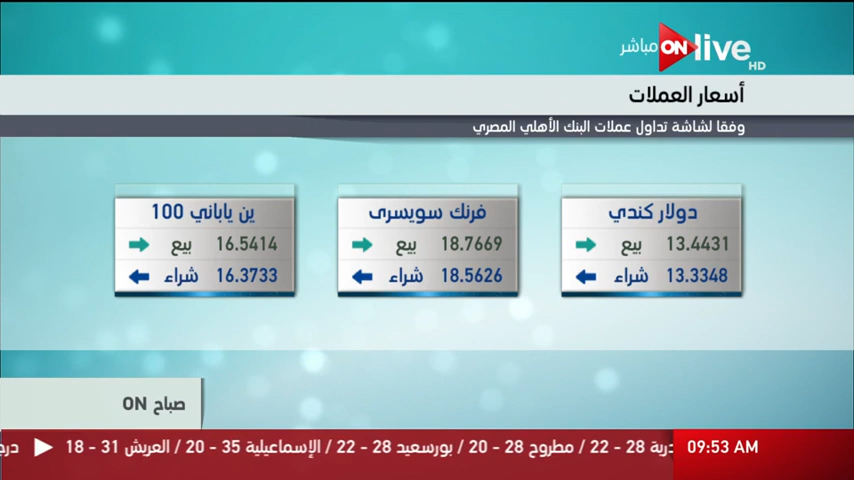 مباشر ON live
HD
أسعار العملات
وفقا لشاشة تداول عملات البنك الأهلي المصري
دولار كندي
13.4431 بيع
13.3348 شراء
فرنك سويسرى
18.7669 بيع
18.5626 شراء
ين ياباني 100
16.5414 بيع
16.3733 شراء
صباح ON
09:53 AM
28 - 22 / مطروح 28 - 20 / بورسعيد 28 - 22 / الإسماعيلية 35 - 20 / العريش 31 - 18